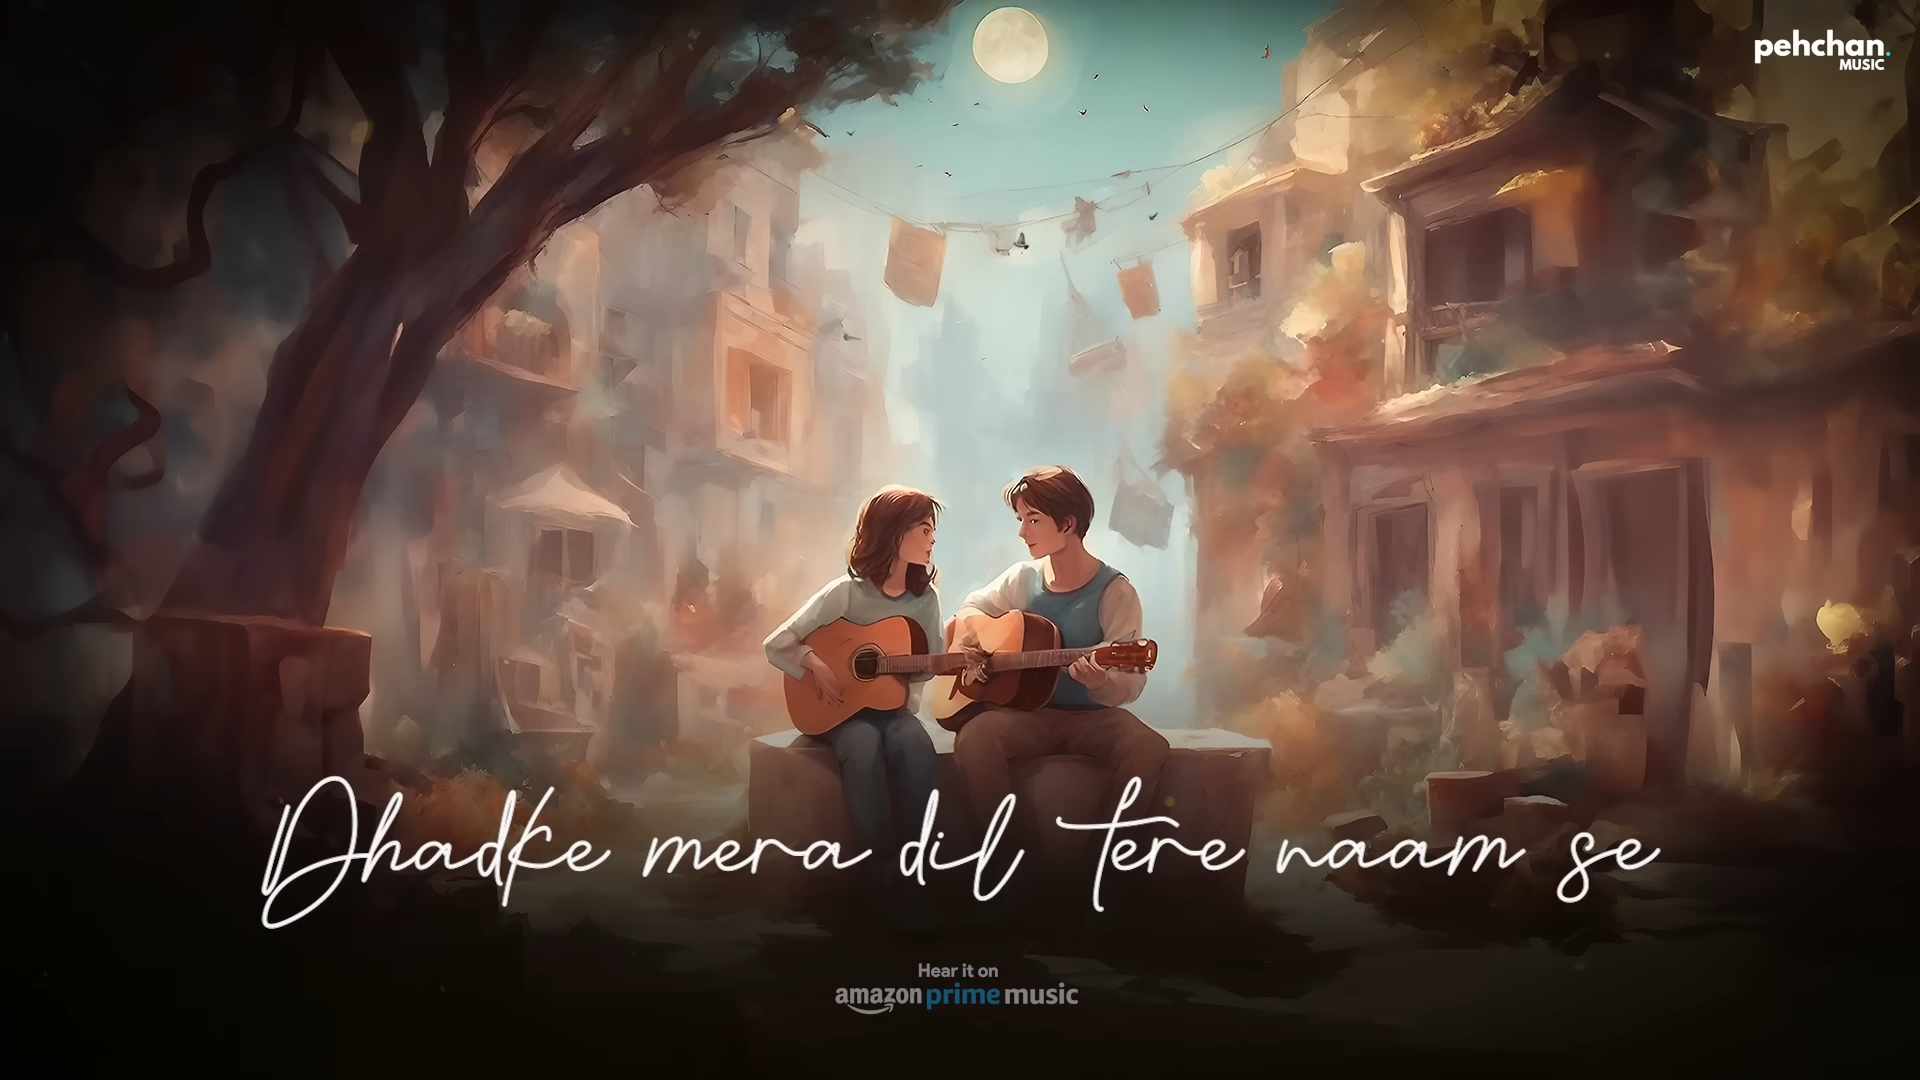 pehchan.
MUSIC
Dhadke mera dil tere naam se
Hear it on
amazon prime music